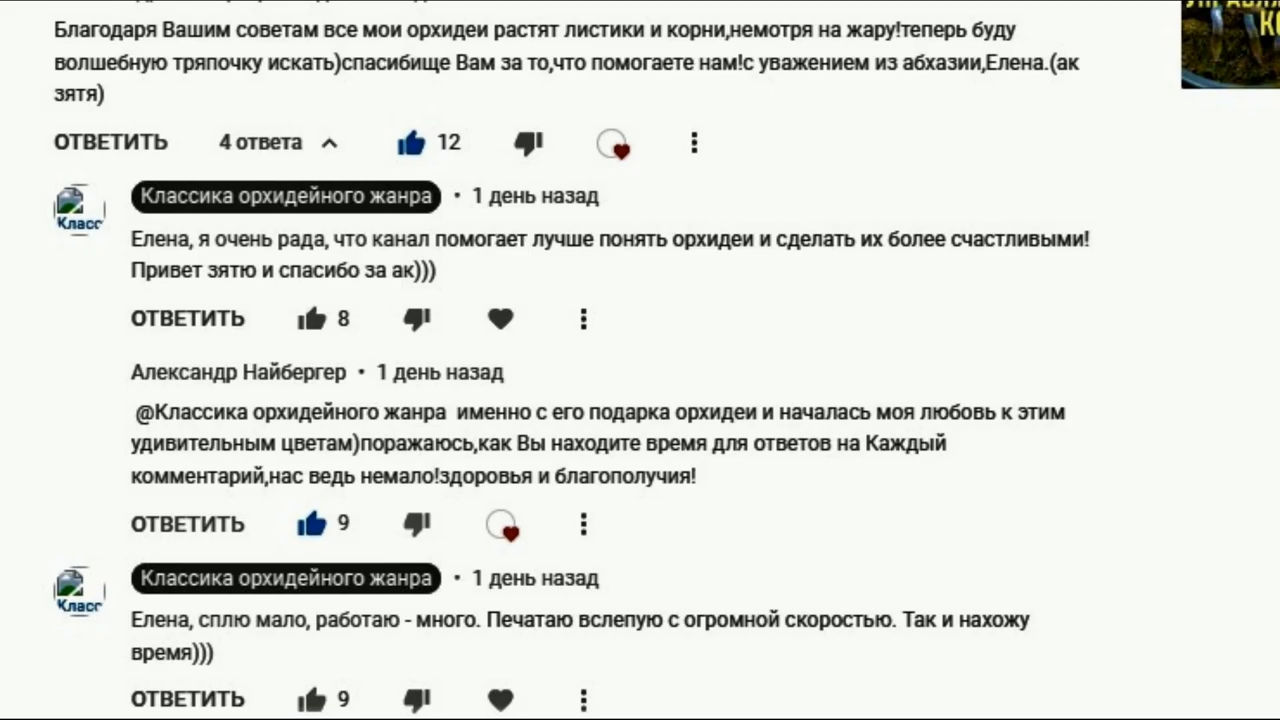 Благодаря Вашим советам все мои орхидеи растят листики и корни,немотря на жару!теперь буду
волшебную тряпочку искать)спасибище Вам за то,что помогаете нам!с уважением из абхазии,Елена.(ак
зятя)
ОТВЕТИТЬ 4 ответа 12
Классика орхидейного жанра • 1 день назад
Класс
Елена, я очень рада, что канал помогает лучше понять орхидеи и сделать их более счастливыми!
Привет зятю и спасибо за ак)))
ОТВЕТИТЬ 8
Александр Найбергер • 1 день назад
@Классика орхидейного жанра именно с его подарка орхидеи и началась моя любовь к этим
удивительным цветам)поражаюсь,как Вы находите время для ответов на Каждый
комментарий,нас ведь немало!здоровья и благополучия!
ОТВЕТИТЬ 9
Классика орхидейного жанра • 1 день назад
Класс
Елена, сплю мало, работаю - много. Печатаю вслепую с огромной скоростью. Так и нахожу
время)))
ОТВЕТИТЬ 9